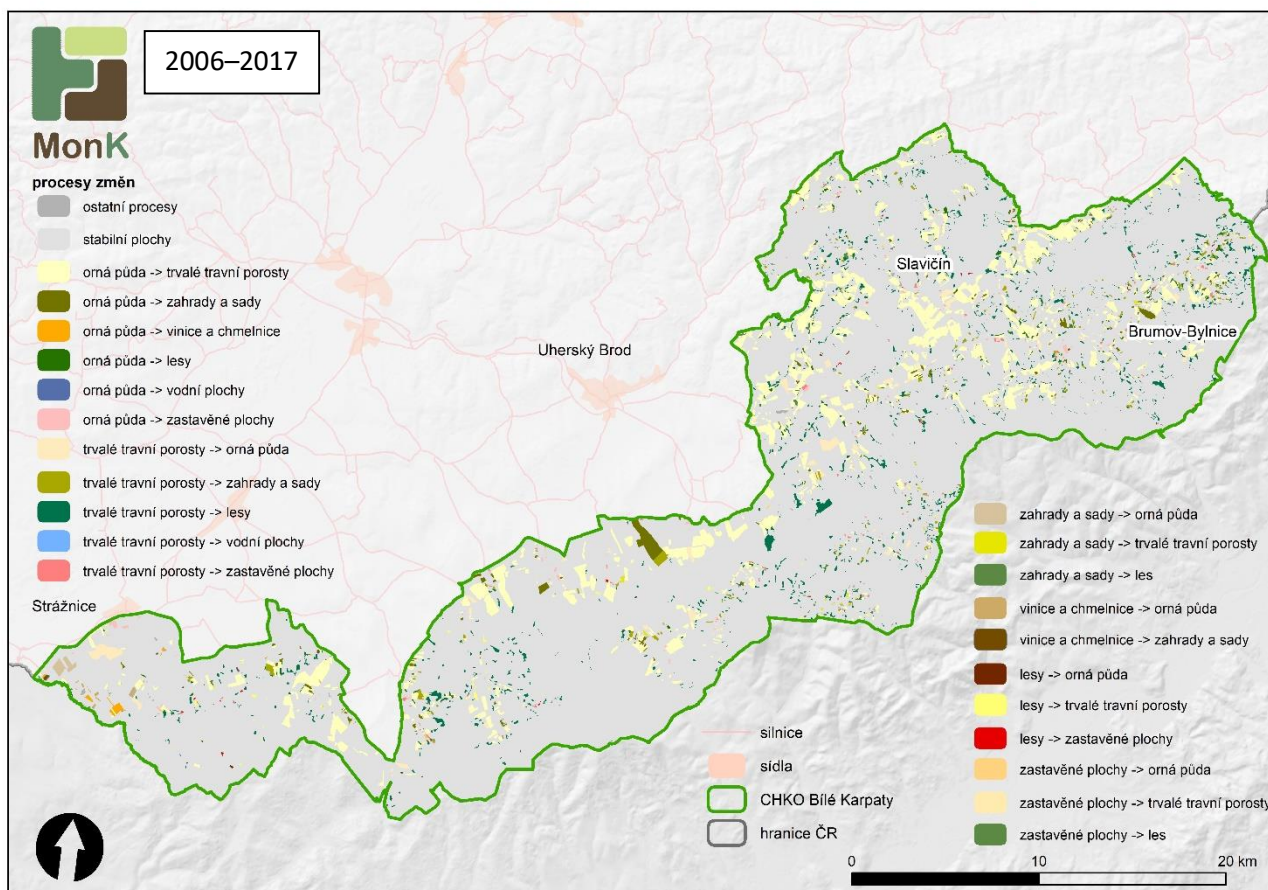 2006–2017
MonK
procesy změn
ostatní procesy
stabilní plochy
orná půda -> trvalé travní porosty
orná půda -> zahrady a sady
orná půda -> vinice a chmelnice
orná půda -> lesy
orná půda -> vodní plochy
orná půda -> zastavěné plochy
trvalé travní porosty -> orná půda
trvalé travní porosty -> zahrady a sady
trvalé travní porosty -> lesy
trvalé travní porosty -> vodní plochy
trvalé travní porosty -> zastavěné plochy
Strážnice
Uherský Brod
Slavičín
Brumov-Bylnice
silnice
sídla
CHKO Bílé Karpaty
hranice ČR
zahrady a sady -> orná půda
zahrady a sady -> trvalé travní porosty
zahrady a sady -> les
vinice a chmelnice -> orná půda
vinice a chmelnice -> zahrady a sady
lesy -> orná půda
lesy -> trvalé travní porosty
lesy -> zastavěné plochy
zastavěné plochy -> orná půda
zastavěné plochy -> trvalé travní porosty
zastavěné plochy -> les
0 10 20 km